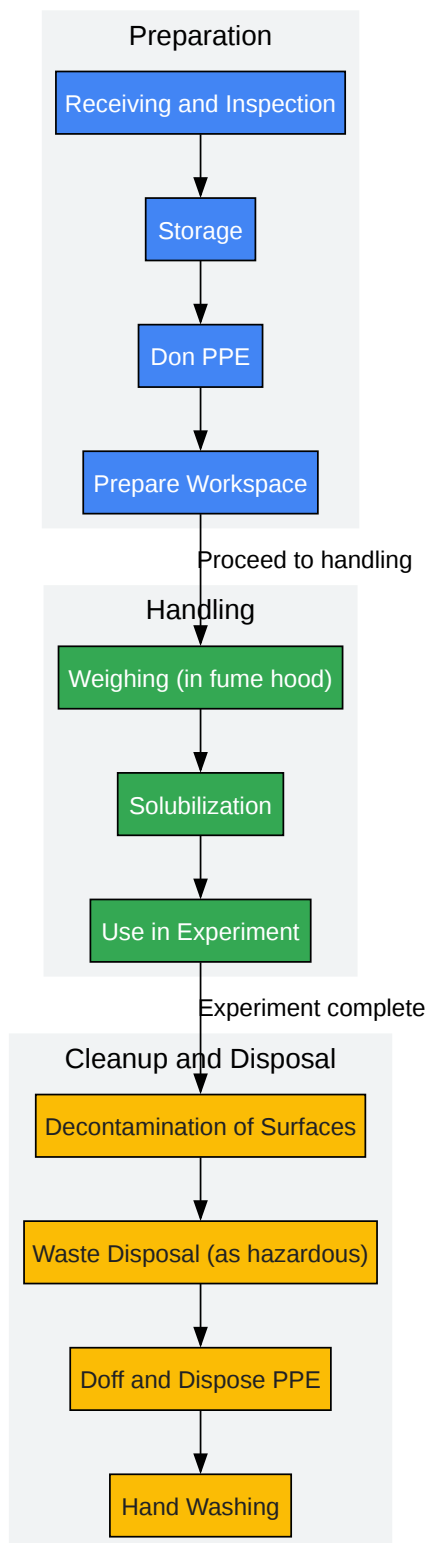 Preparation
Receiving and Inspection
Storage
Don PPE
Prepare Workspace
Proceed to handling
Handling
Weighing (in fume hood)
Solubilization
Use in Experiment
Experiment complete
Cleanup and Disposal
Decontamination of Surfaces
Waste Disposal (as hazardous)
Doff and Dispose PPE
Hand Washing